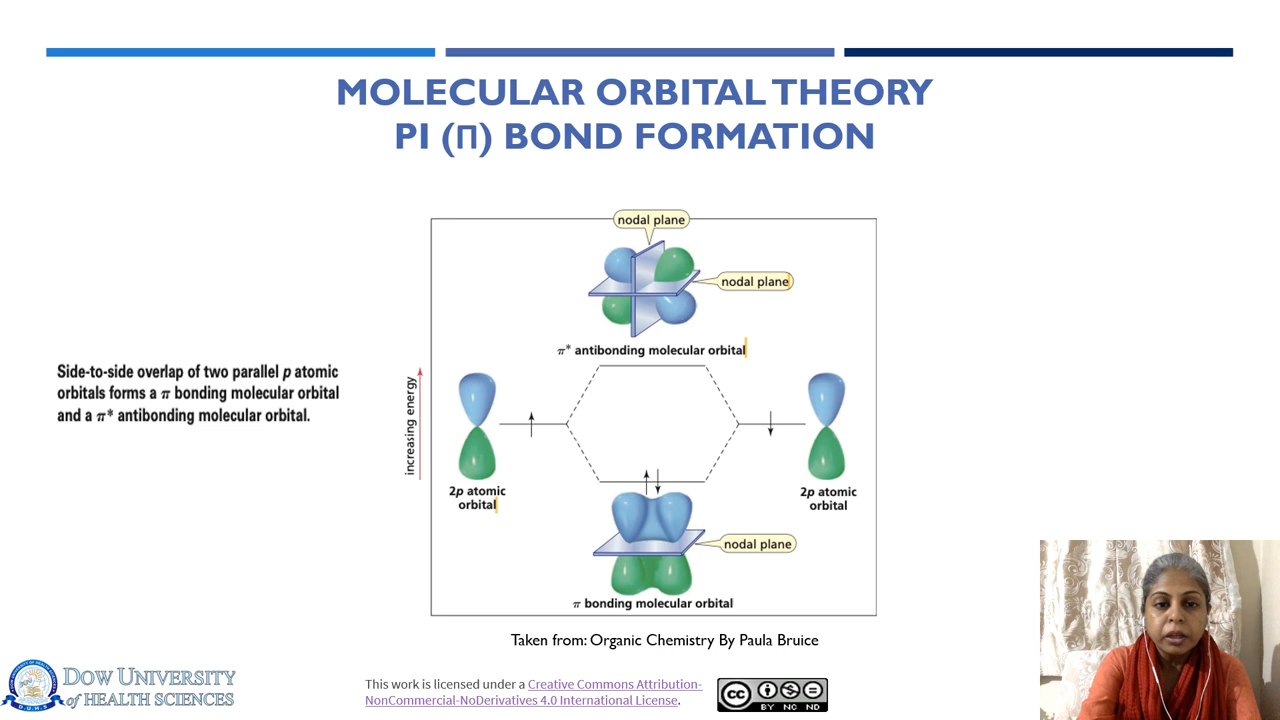 MOLECULAR ORBITAL THEORY
PI (Π) BOND FORMATION
nodal plane
nodal plane
π* antibonding molecular orbital
Side-to-side overlap of two parallel p atomic
orbitals forms a π bonding molecular orbital
and a π* antibonding molecular orbital.
increasing energy
2p atomic
orbital
2p atomic
orbital
nodal plane
π bonding molecular orbital
Taken from: Organic Chemistry By Paula Bruice
DOW UNIVERSITY
of HEALTH SCIENCES
This work is licensed under a Creative Commons Attribution-
NonCommercial-NoDerivatives 4.0 International License.
cc
BY NC ND